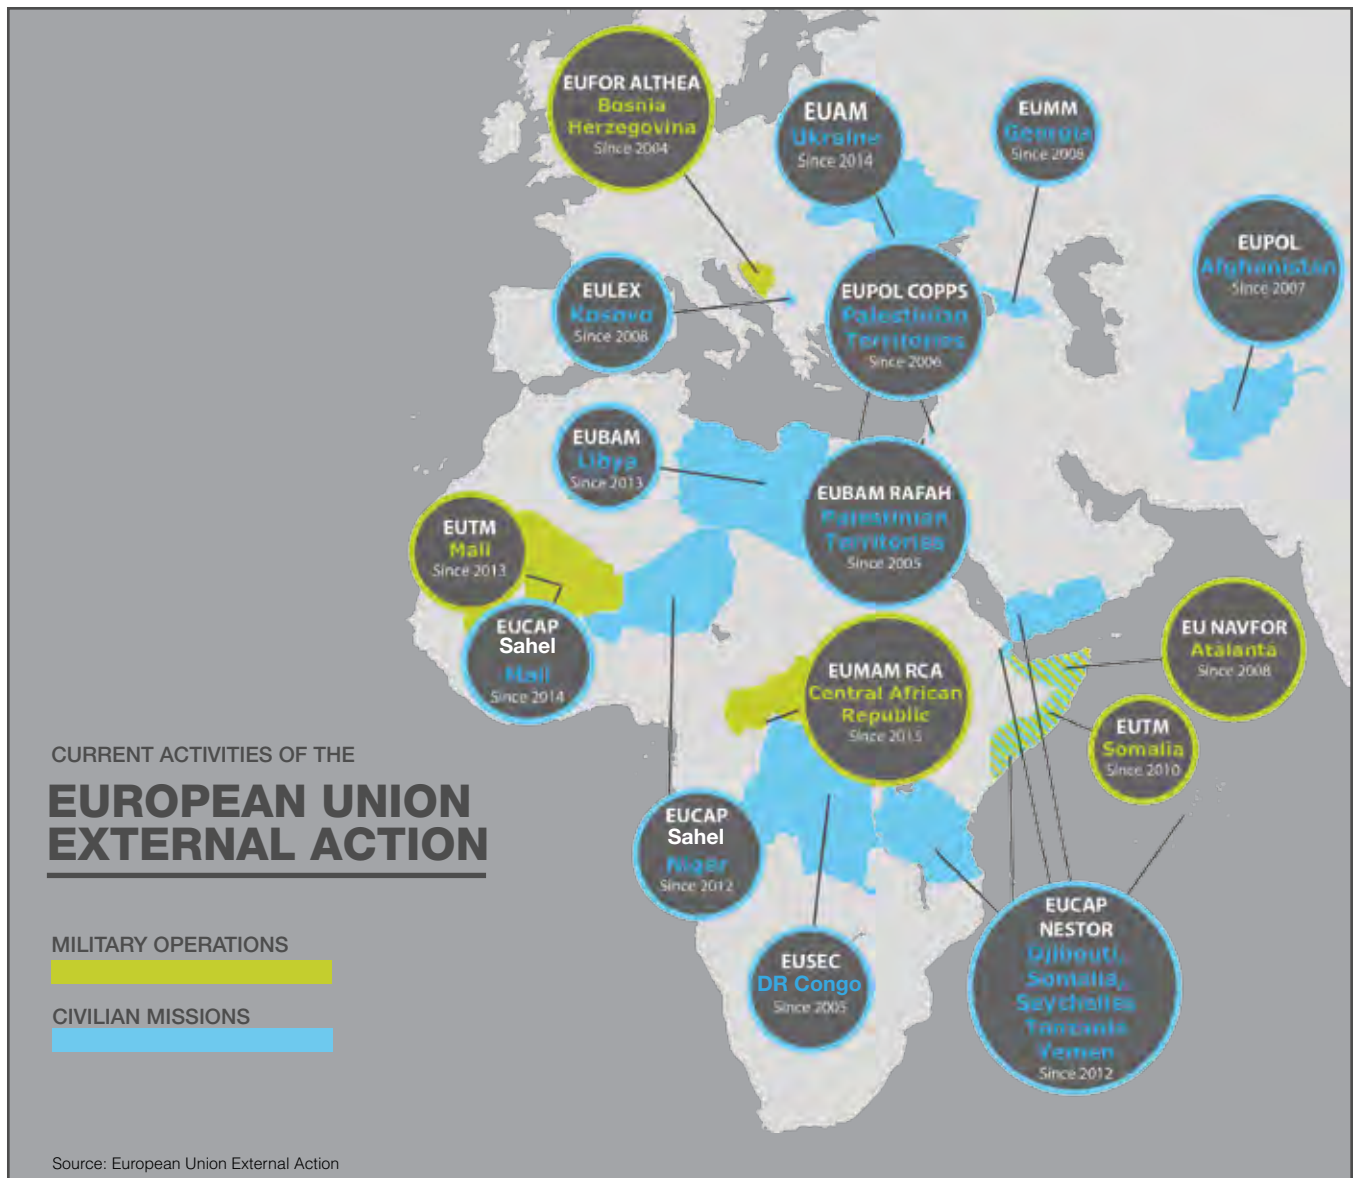 EUFOR ALTHEA
Bosnia
Herzegovina
Since 2004
EUAM
Ukraine
Since 2014
EUMM
Georgia
Since 2008
EUPOL
Afghanistan
Since 2007
EULEX
Kosovo
Since 2008
EUPOL COPPS
Palestinian
Territories
Since 2006
EUBAM
Libya
Since 2013
EUBAM RAFAH
Palestinian
Territories
Since 2005
EUTM
Mali
Since 2013
EUCAP
Sahel
Mali
Since 2014
EUMAM RCA
Central African
Republic
Since 2015
EU NAVFOR
Atalanta
Since 2008
EUTM
Somalia
Since 2010
EUCAP
Sahel
Niger
Since 2012
EUSEC
DR Congo
Since 2005
EUCAP
NESTOR
Djibouti,
Somalia,
Seychelles
Tanzania
Yemen
Since 2012
CURRENT ACTIVITIES OF THE
EUROPEAN UNION
EXTERNAL ACTION
MILITARY OPERATIONS
CIVILIAN MISSIONS
Source: European Union External Action